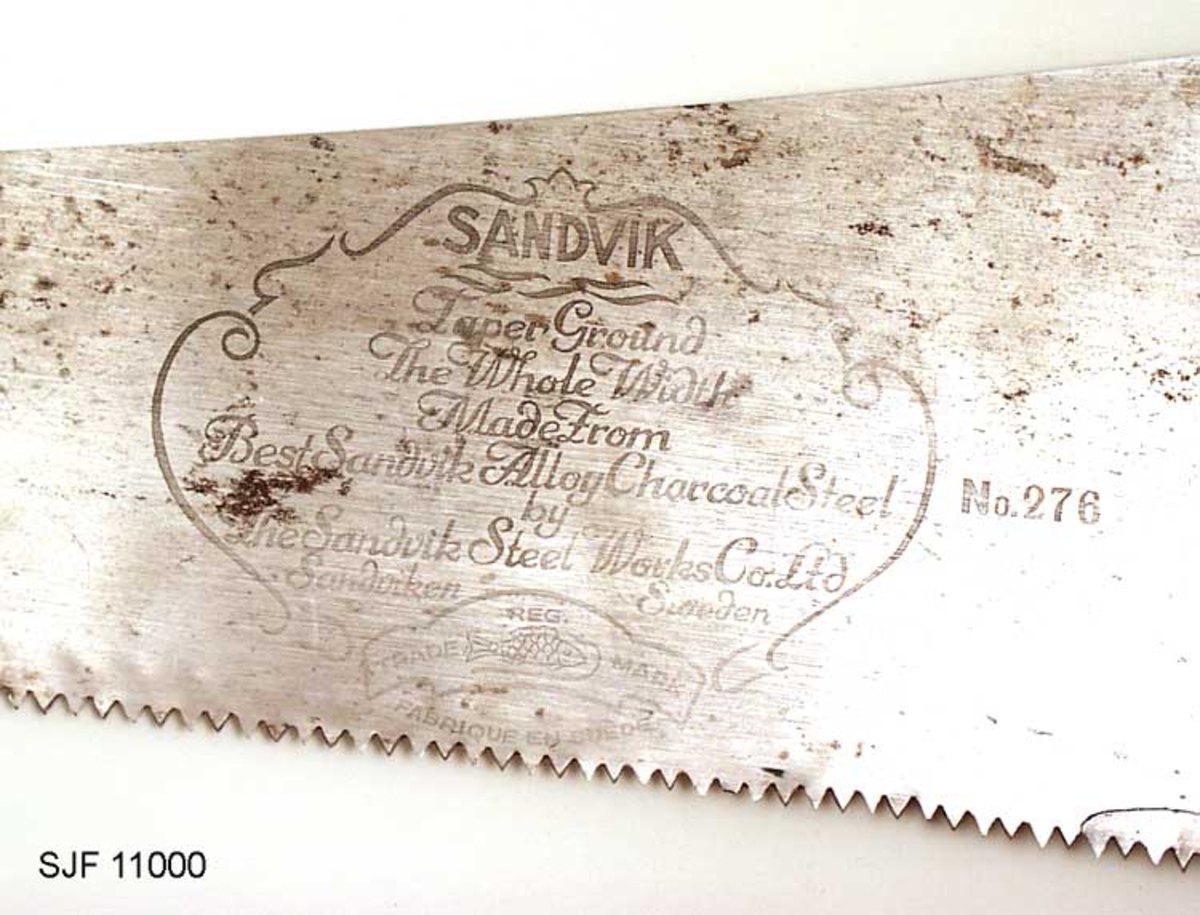 SANDVIK
Taper Ground
The Whole Width
Made From
Best Sandvik Alloy Charcoal Steel
by
The Sandvik Steel Works Co. Ltd
Sandviken Sweden
REG.
TRADE MARK
FABRIQUE EN SUEDE
No.276
SJF 11000